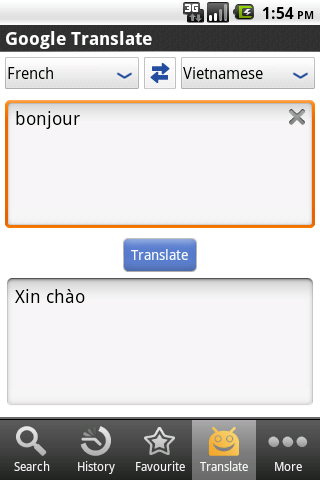 3G 1:54 PM
Google Translate
French Vietnamese
bonjour
Translate
Xin chào
Search History Favourite Translate More